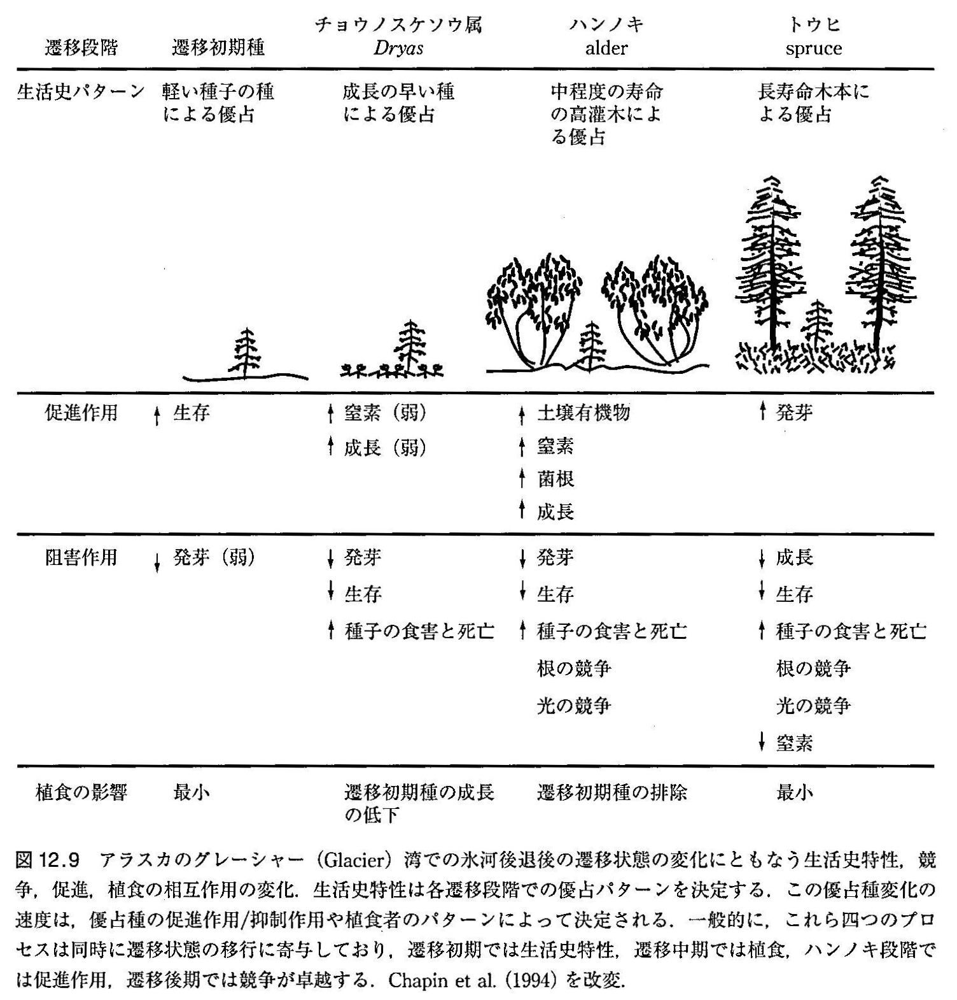 チョウノスケソウ属 ハンノキ トウヒ
遷移段階 遷移初期種 Dryas alder spruce
生活史パターン 軽い種子の種 成長の早い種 中程度の寿命 長寿命木本に
による優占 による優占 の高灌木によ よる優占
る優占
促進作用 ↑ 生存 ↑ 窒素（弱） ↑ 土壌有機物 ↑ 発芽
↑ 成長（弱） ↑ 窒素
↑ 菌根
↑ 成長
阻害作用 ↓ 発芽（弱） ↓ 発芽 ↓ 発芽 ↓ 成長
↓ 生存 ↓ 生存 ↓ 生存
↑ 種子の食害と死亡 ↑ 種子の食害と死亡 ↑ 種子の食害と死亡
根の競争 根の競争
光の競争 光の競争
↓ 窒素
植食の影響 最小 遷移初期種の成長 遷移初期種の排除 最小
の低下
図12.9 アラスカのグレーシャー（Glacier）湾での氷河後退後の遷移状態の変化にともなう生活史特性，競
争，促進，植食の相互作用の変化．生活史特性は各遷移段階での優占パターンを決定する．この優占種変化の
速度は，優占種の促進作用/抑制作用や植食者のパターンによって決定される．一般的に，これら四つのプロ
セスは同時に遷移状態の移行に寄与しており，遷移初期では生活史特性，遷移中期では植食，ハンノキ段階で
は促進作用，遷移後期では競争が卓越する．Chapin et al. (1994) を改変．